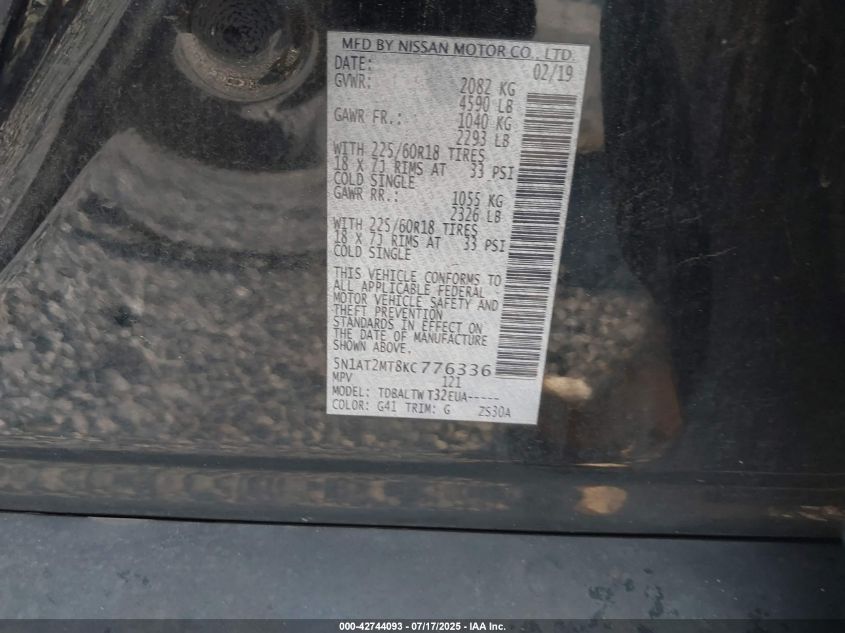 MFD BY NISSAN MOTOR CO., LTD.
DATE: 02/19
GVWR: 2082 KG
4590 LB
GAWR FR.: 1040 KG
2293 LB
WITH 225/60R18 TIRES
18 X 7J RIMS AT 33 PSI
COLD SINGLE
GAWR RR.: 1055 KG
2326 LB
WITH 225/60R18 TIRES
18 X 7J RIMS AT 33 PSI
COLD SINGLE
THIS VEHICLE CONFORMS TO
ALL APPLICABLE FEDERAL
MOTOR VEHICLE SAFETY AND
THEFT PREVENTION
STANDARDS IN EFFECT ON
THE DATE OF MANUFACTURE
SHOWN ABOVE.
5N1AT2MT8KC776336
MPV 121
MODEL: TDBALTWT32EUA-----
COLOR: G41 TRIM: G 2S30A
000-42744093 - 07/17/2025 - IAA Inc.